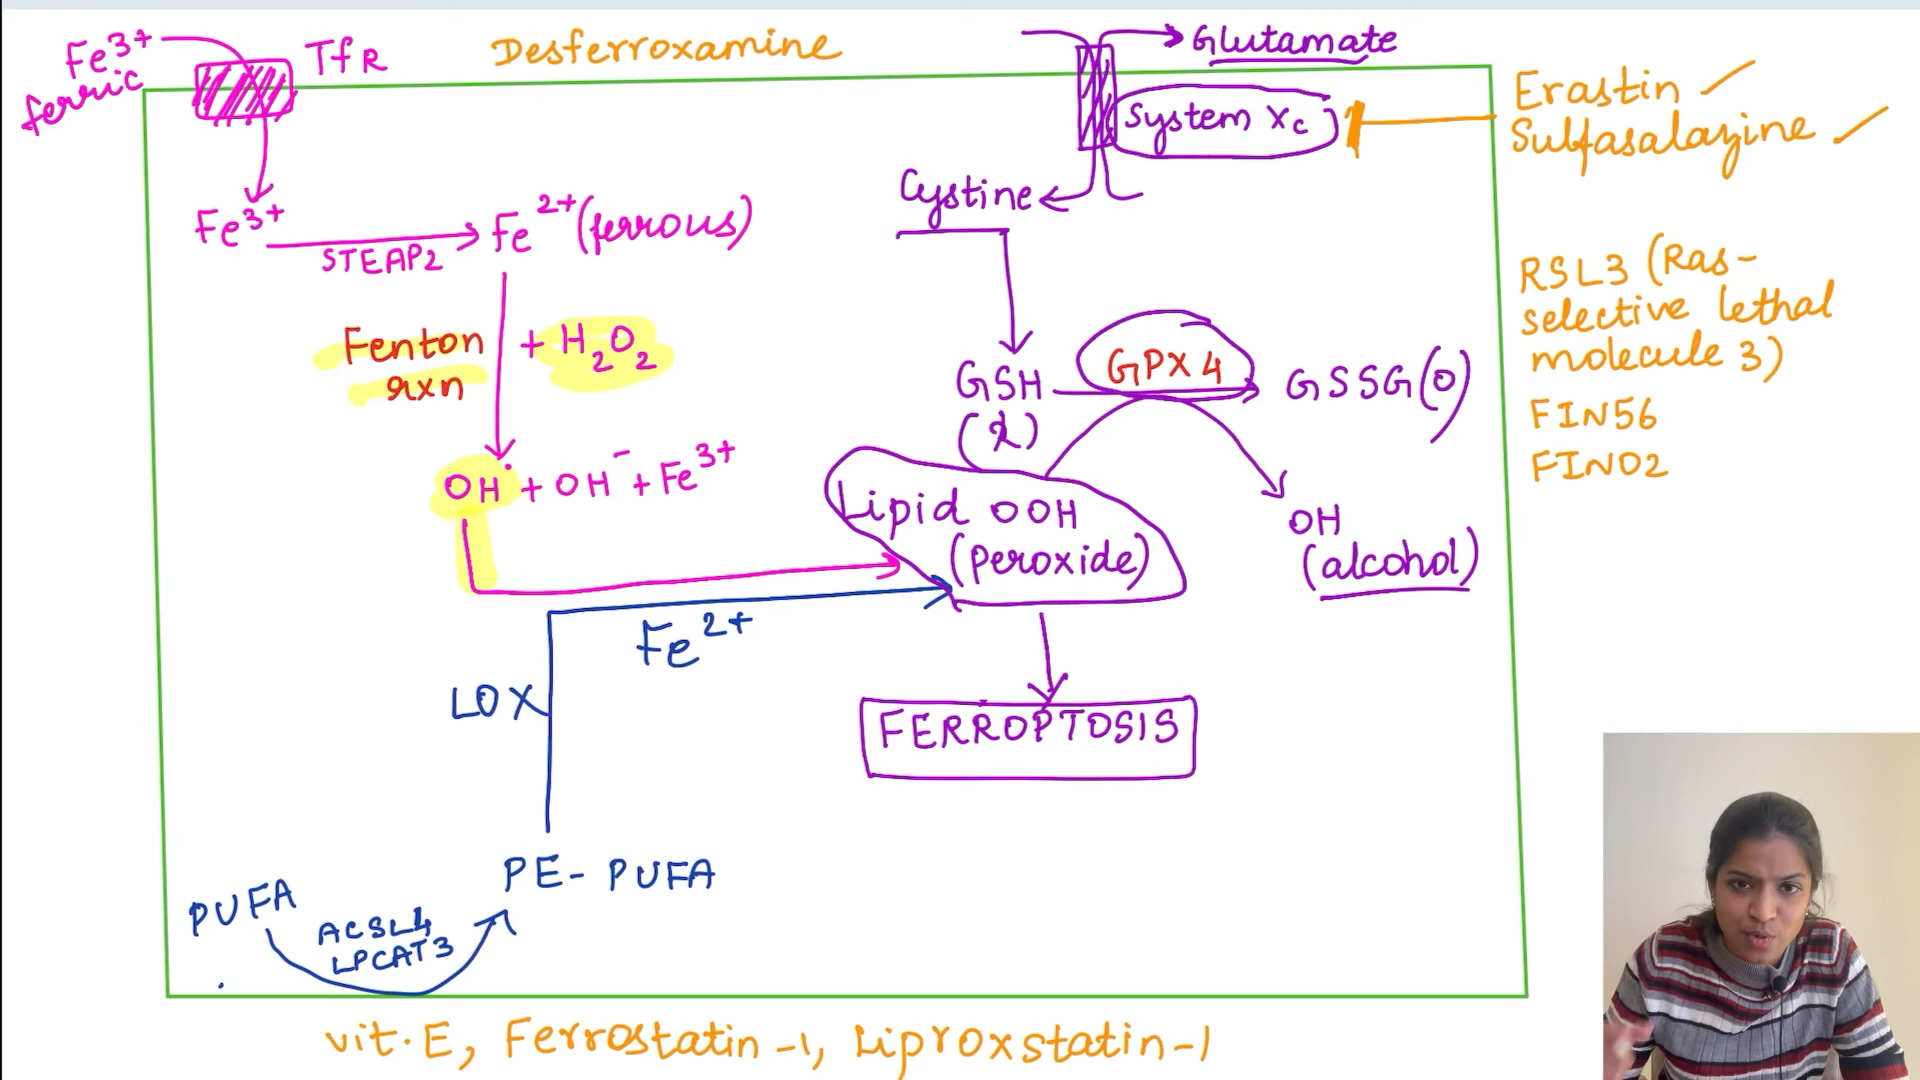 Fe3+
ferric
TfR
Desferroxamine
Glutamate
System Xc
Erastin ✓
Sulfasalazine ✓
Cystine
Fe3+
STEAP2
Fe2+ (ferrous)
RSL3 (Ras-
selective lethal
molecule 3)
FIN56
FINO2
Fenton
rxn
+ H2O2
GSH
GPX4
GSSG(O)
OH• + OH- + Fe3+
Lipid OOH
(Peroxide)
OH
(alcohol)
Fe2+
LOX
FERROPTOSIS
PUFA
ACSL4
LPCAT3
PE-PUFA
vit.E, Ferrostatin-1, Liproxstatin-1